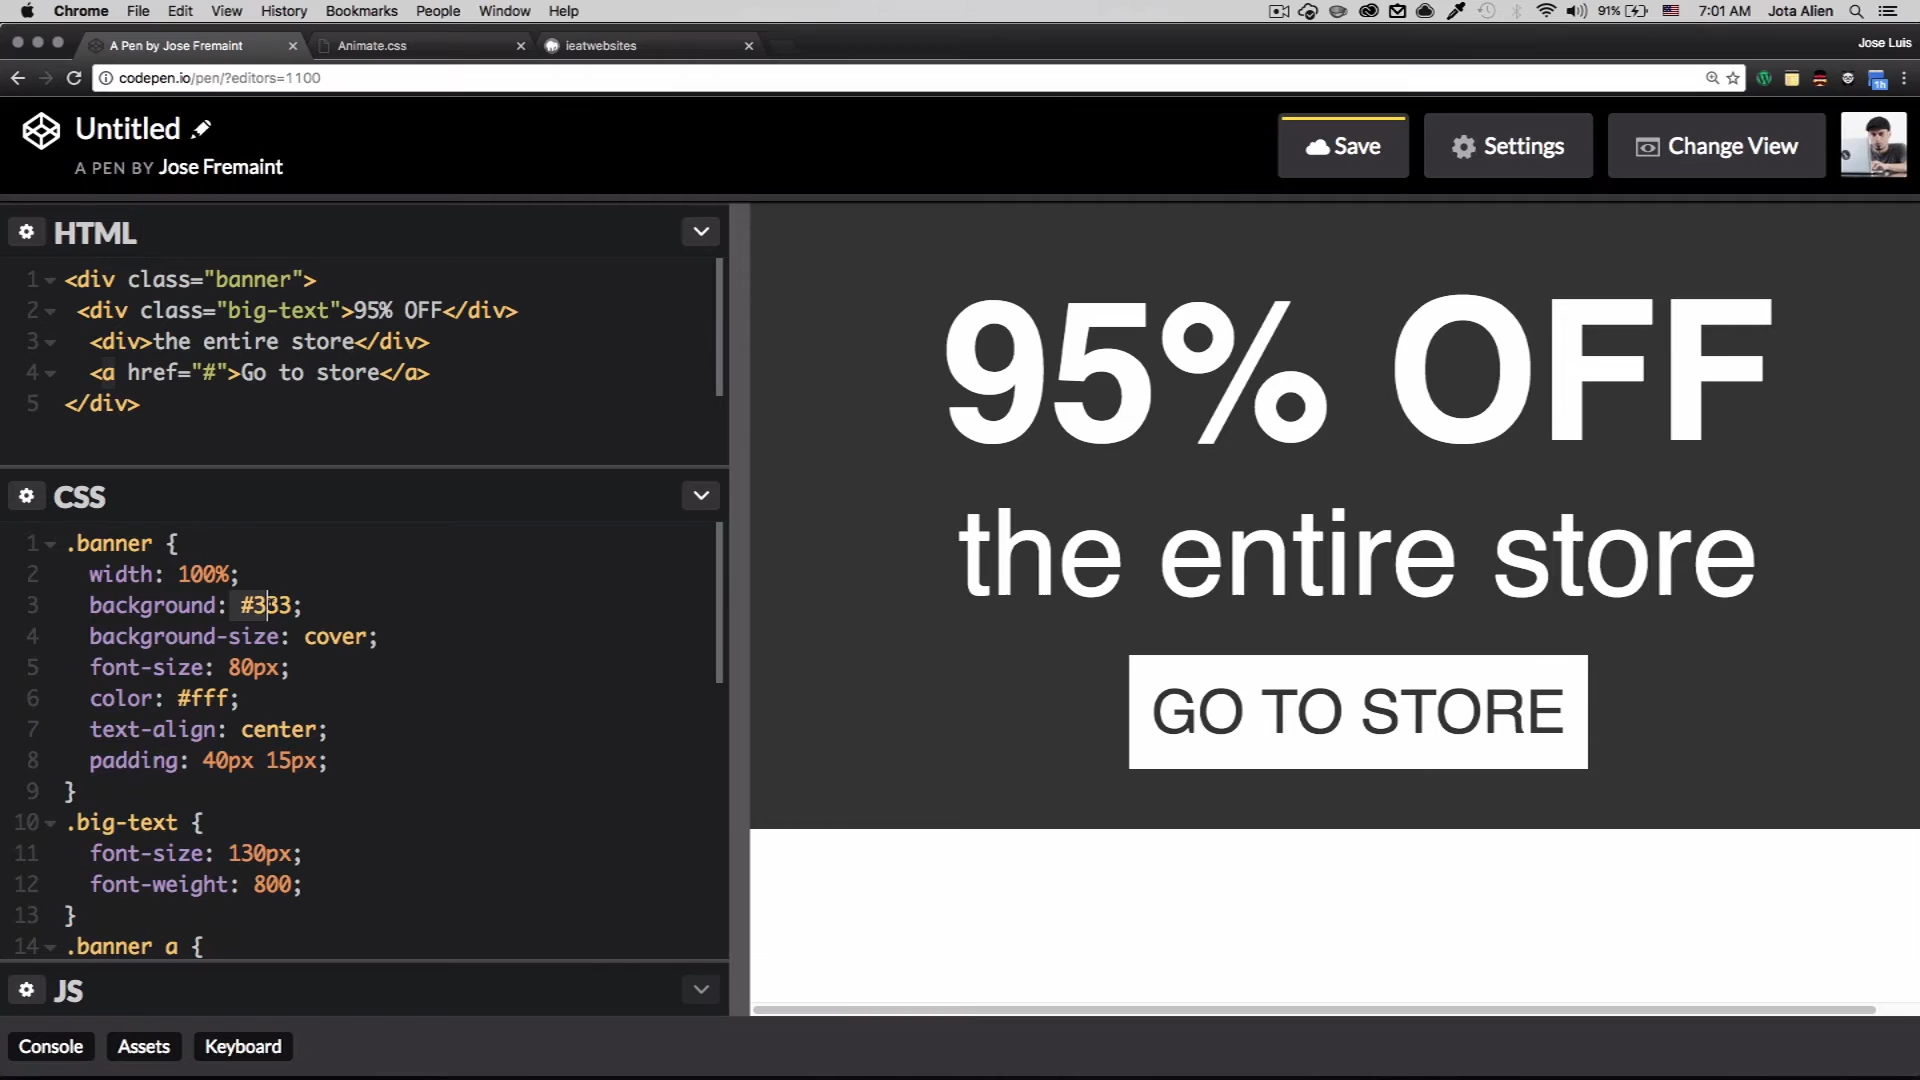 Chrome File Edit View History Bookmarks People Window Help 91% 7:01 AM Jota Alien
A Pen by Jose Fremaint Animate.css ieatwebsites Jose Luis
codepen.io/pen/?editors=1100 1h
Untitled
A PEN BY Jose Fremaint
Save Settings Change View
HTML
1 <div class="banner">
2 <div class="big-text">95% OFF</div>
3 <div>the entire store</div>
4 <a href="#">Go to store</a>
5 </div>
CSS
1 .banner {
2 width: 100%;
3 background: #333;
4 background-size: cover;
5 font-size: 80px;
6 color: #fff;
7 text-align: center;
8 padding: 40px 15px;
9 }
10 .big-text {
11 font-size: 130px;
12 font-weight: 800;
13 }
14 .banner a {
JS
95% OFF
the entire store
GO TO STORE
Console Assets Keyboard